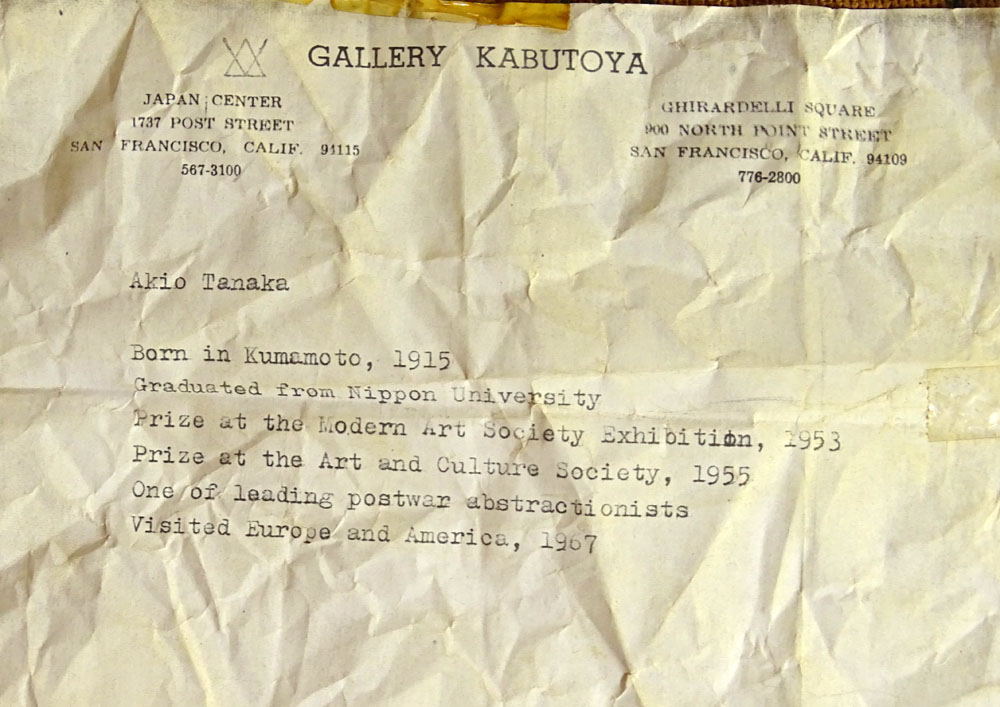 GALLERY KABUTOYA
JAPAN CENTER
1737 POST STREET
SAN FRANCISCO, CALIF. 94115
567-3100
GHIRARDELLI SQUARE
900 NORTH POINT STREET
SAN FRANCISCO, CALIF. 94109
776-2800
Akio Tanaka
Born in Kumamoto, 1915
Graduated from Nippon University
Prize at the Modern Art Society Exhibition, 1953
Prize at the Art and Culture Society, 1955
One of leading postwar abstractionists
Visited Europe and America, 1967